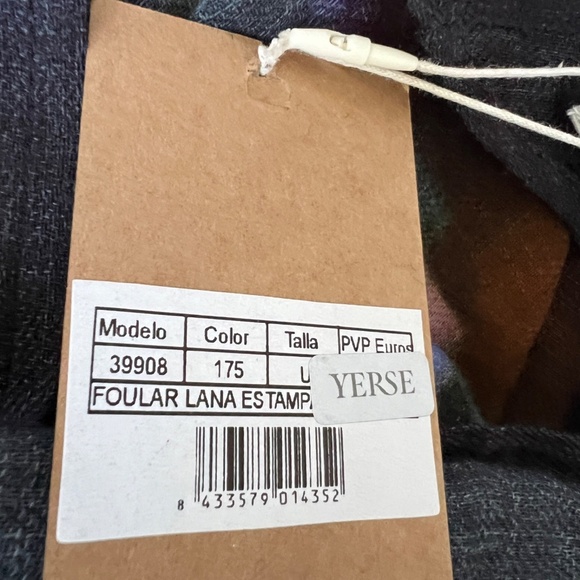 Modelo Color Talla PVP Euros
39908 175 U
YERSE
FOULAR LANA ESTAMPA
8 433579 014352